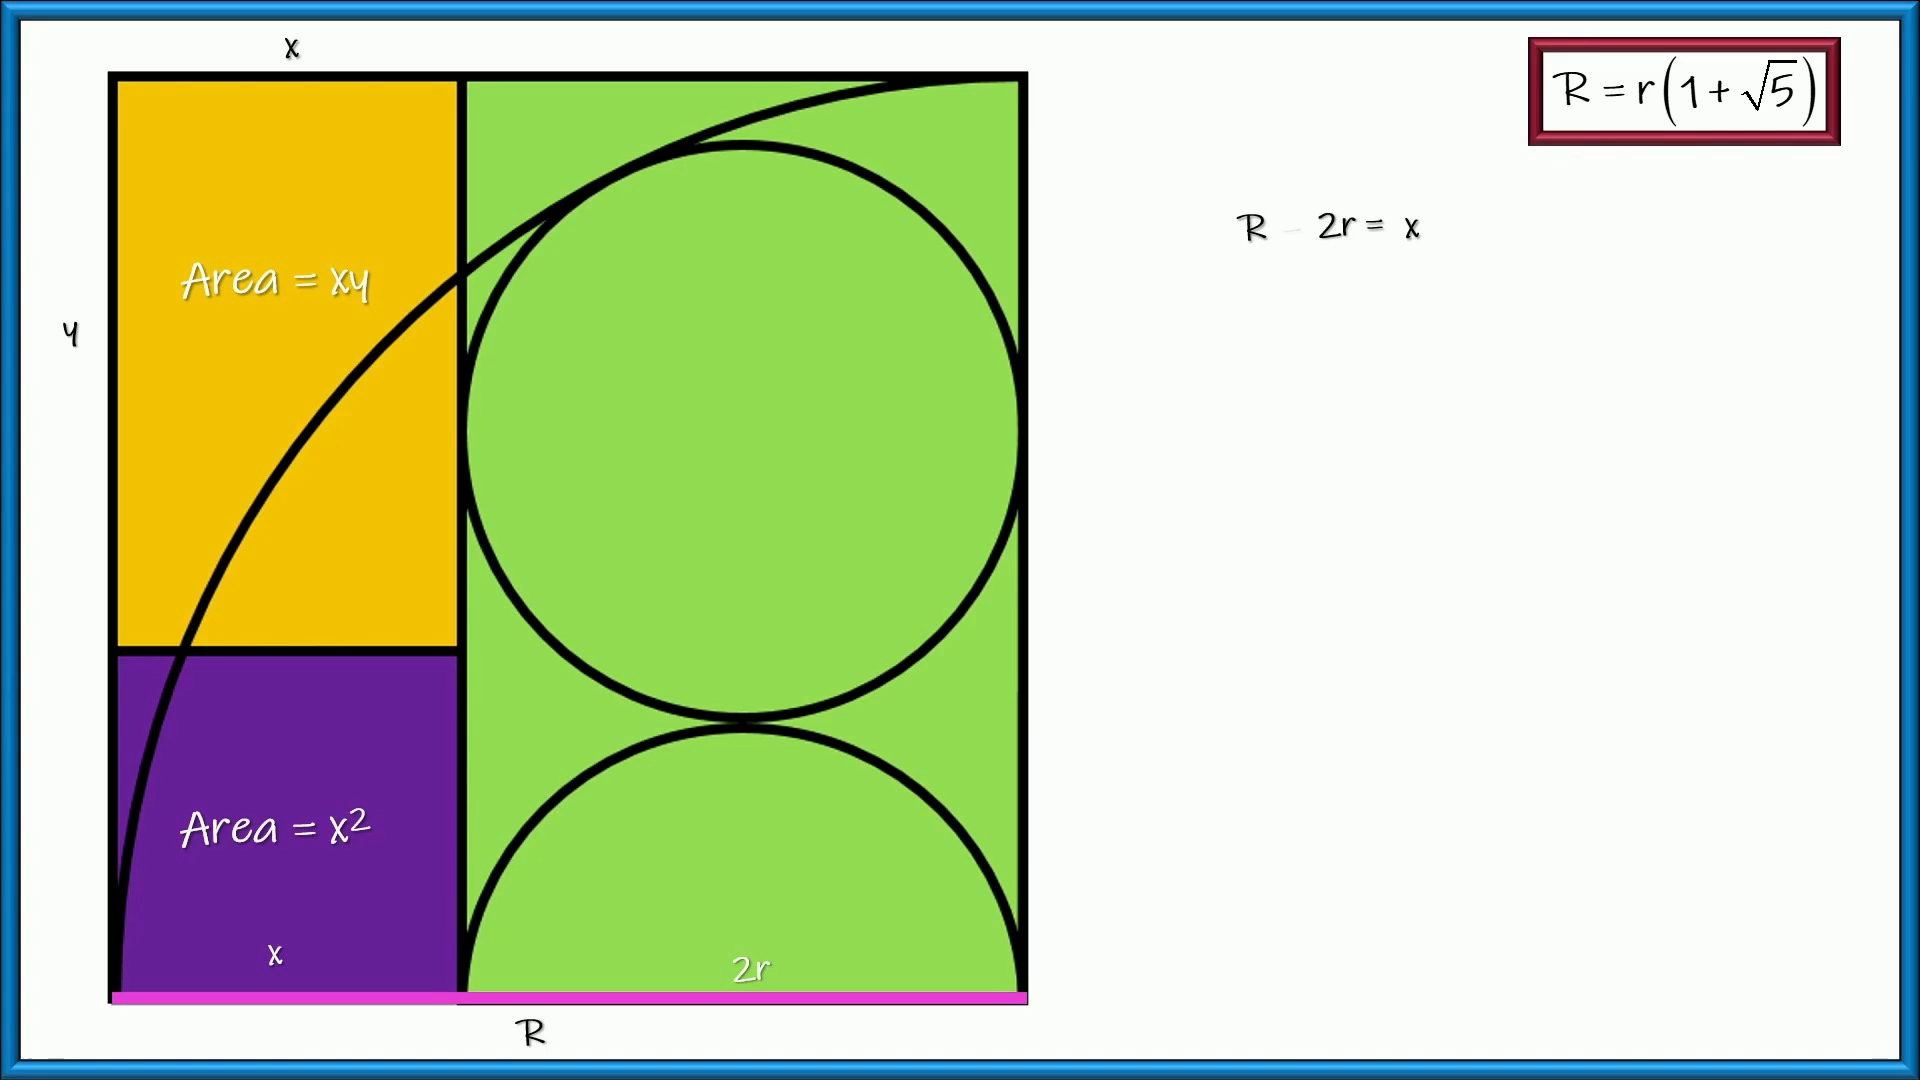 x
R = r(1 + √5)
R - 2r = x
Area = xy
y
Area = x²
x
2r
R